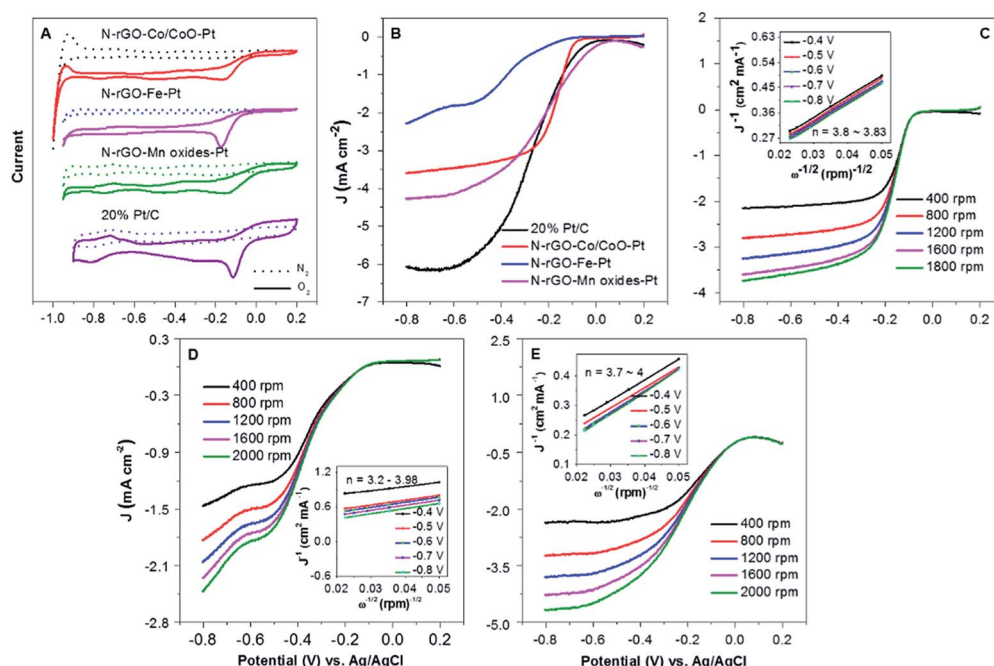 A
N-rGO-Co/CoO-Pt
N-rGO-Fe-Pt
N-rGO-Mn oxides-Pt
20% Pt/C
N2
O2
Current
-1.0 -0.8 -0.6 -0.4 -0.2 0.0 0.2
B
J (mA cm-2)
0
-1
-2
-3
-4
-5
-6
-7
20% Pt/C
N-rGO-Co/CoO-Pt
N-rGO-Fe-Pt
N-rGO-Mn oxides-Pt
-0.8 -0.6 -0.4 -0.2 0.0 0.2
C
2
1
0
-1
-2
-3
-4
J-1 (cm2 mA-1)
0.63
0.54
0.49
0.36
0.27
-0.4 V
-0.5 V
-0.6 V
-0.7 V
-0.8 V
n = 3.8 ~ 3.83
0.02 0.03 0.04 0.05
ω-1/2 (rpm)-1/2
400 rpm
800 rpm
1200 rpm
1600 rpm
1800 rpm
-0.8 -0.6 -0.4 -0.2 -0.0 0.2
D
J (mA cm-2)
0.3
-0.3
-0.9
-1.5
-2.1
-2.8
400 rpm
800 rpm
1200 rpm
1600 rpm
2000 rpm
J-1 (cm2 mA-1)
1.2
0.6
0.0
-0.6
n = 3.2 - 3.98
-0.4 V
-0.5 V
-0.6 V
-0.7 V
-0.8 V
0.02 0.03 0.04 0.05
ω-1/2 (rpm)-1/2
-0.8 -0.6 -0.4 -0.2 0.0 0.2
Potential (V) vs. Ag/AgCl
E
2.5
1.0
-0.5
-2.0
-3.5
-5.0
J-1 (cm2 mA-1)
0.4
0.3
0.2
0.1
n = 3.7 ~ 4
-0.4 V
-0.5 V
-0.6 V
-0.7 V
-0.8 V
0.02 0.03 0.04 0.05
ω-1/2 (rpm)-1/2
400 rpm
800 rpm
1200 rpm
1600 rpm
2000 rpm
-0.8 -0.6 -0.4 -0.2 0.0 0.2
Potential (V) vs. Ag/AgCl